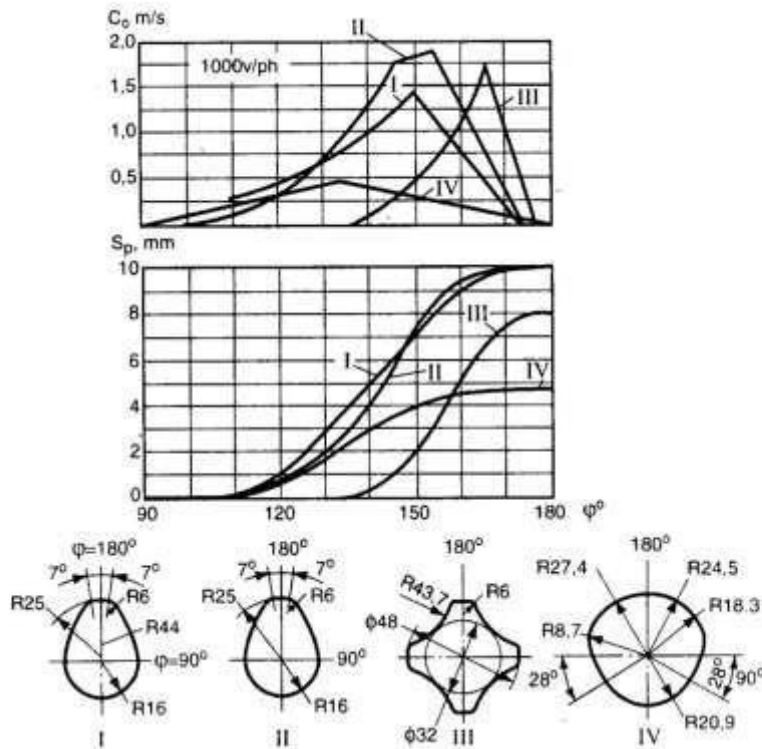 C₀ m/s
2.0
II
1000v/ph
I
1,5
III
1,0
0,5
IV
Sₚ, mm
10
8
III
6
I
II
IV
4
2
0
90
120
150
180
φ°
φ=180°
7°
7°
R25
R6
R44
φ=90°
R16
I
180°
7°
7°
R25
R6
90°
R16
II
180°
R43,7
R6
ϕ48
28°
ϕ32
III
180°
R27,4
R24,5
R18.3
R8,7
28°
28°
90°
R20,9
IV